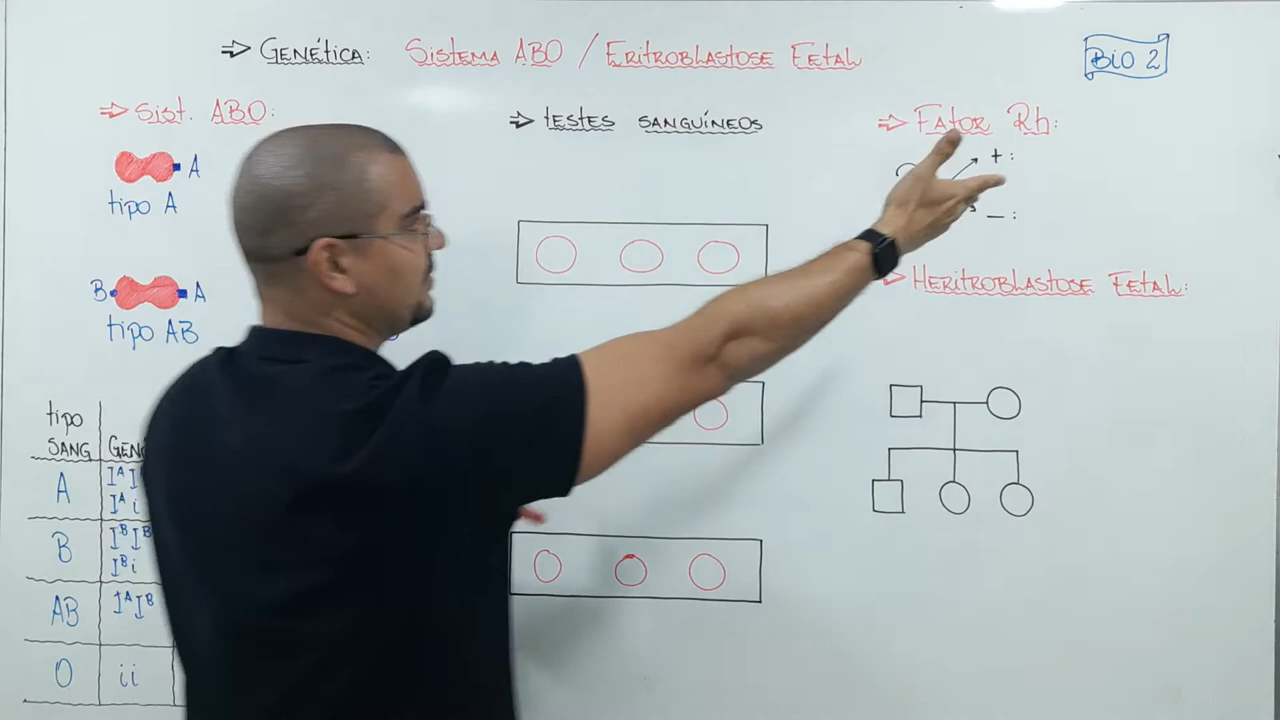 ⇨ GENÉTICA: SISTEMA ABO / ERITROBLASTOSE FETAL
BIO 2
⇨ Sist. ABO:
A
tipo A
B A
tipo AB
tipo
SANG
A
I^A i
B
I^B I^B
I^B i
AB
I^A I^B
O
ii
⇨ TESTES SANGUÍNEOS
⇨ FATOR Rh:
+ :
− :
HERITROBLASTOSE FETAL: